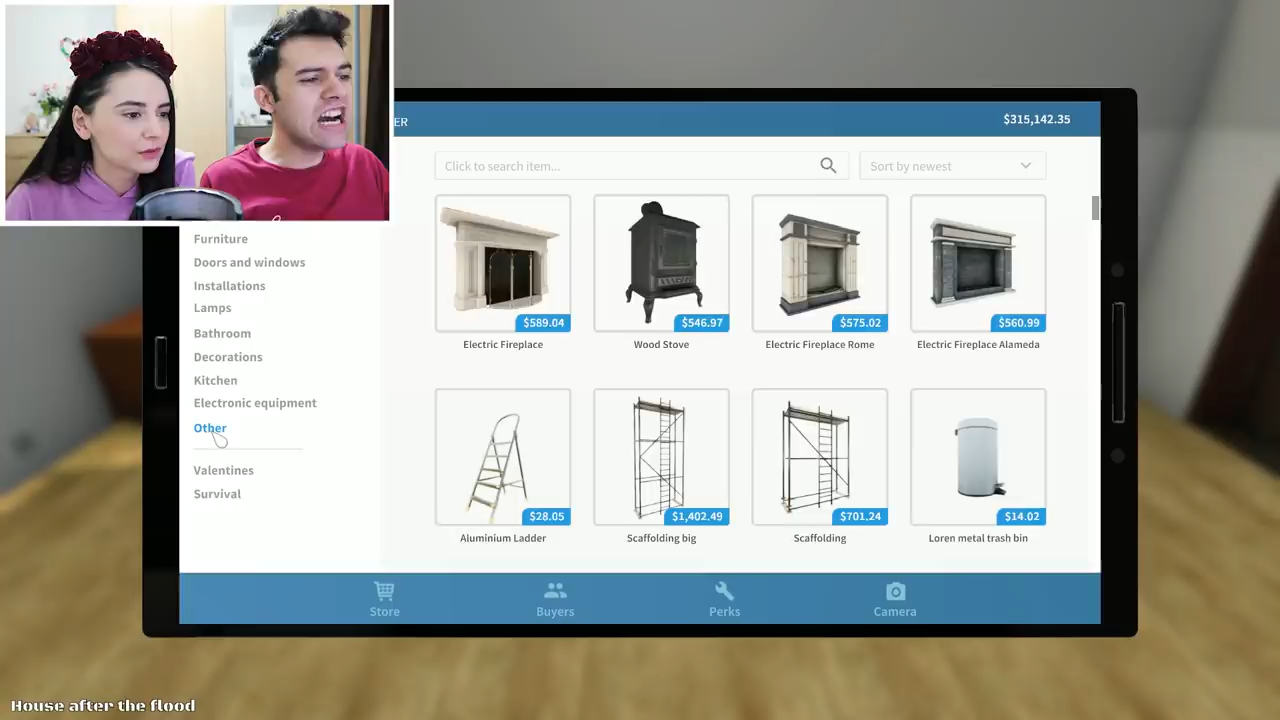 ER
$315,142.35
Click to search item...
Sort by newest
Furniture
Doors and windows
Installations
Lamps
Bathroom
Decorations
Kitchen
Electronic equipment
Other
Valentines
Survival
$589.04
$546.97
$575.02
$560.99
Electric Fireplace
Wood Stove
Electric Fireplace Rome
Electric Fireplace Alameda
$28.05
$1,402.49
$701.24
$14.02
Aluminium Ladder
Scaffolding big
Scaffolding
Loren metal trash bin
Store
Buyers
Perks
Camera
House after the flood